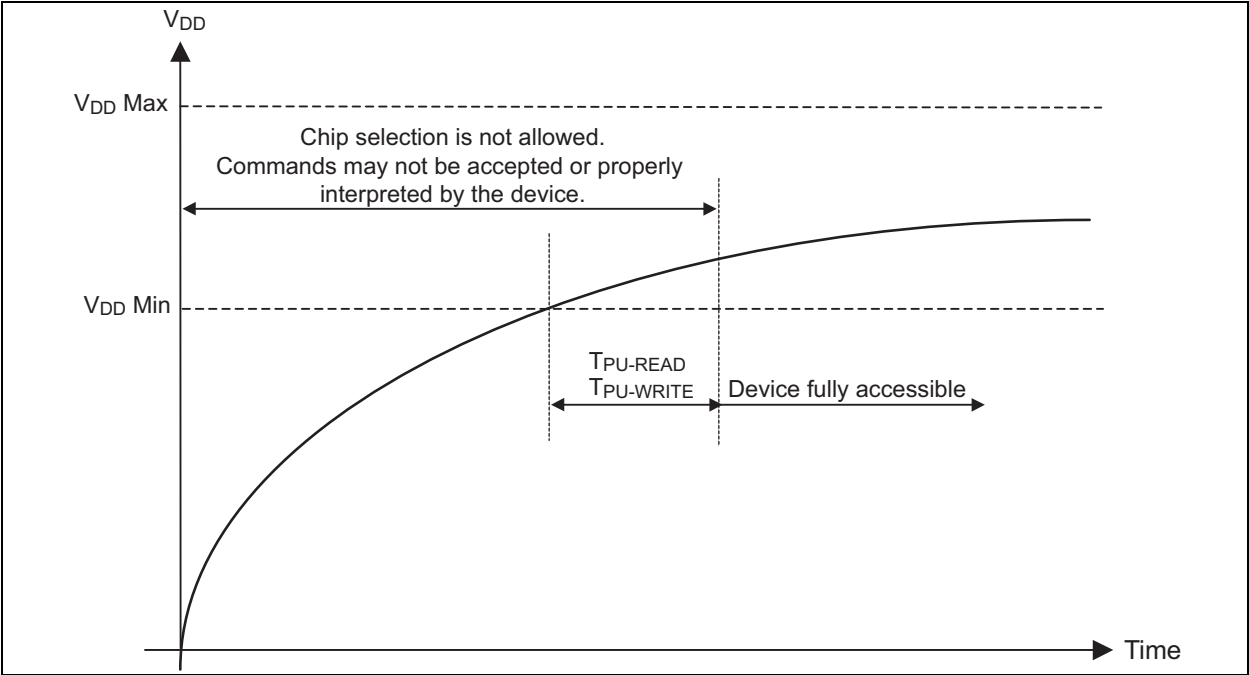 VDD
VDD Max
Chip selection is not allowed.
Commands may not be accepted or properly
interpreted by the device.
VDD Min
TPU-READ
TPU-WRITE
Device fully accessible
Time